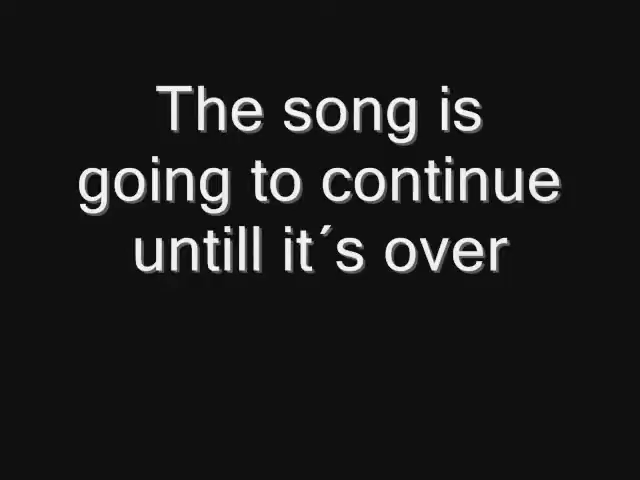 The song is
going to continue
untill it´s over